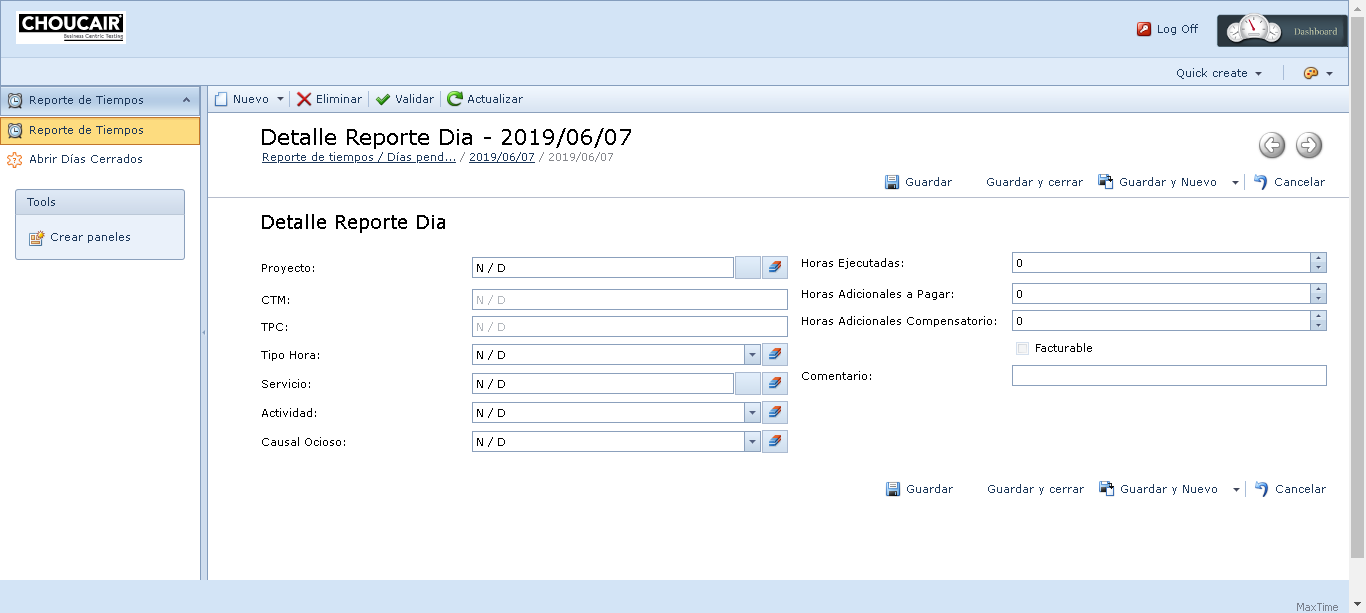 CHOUCAIR
Business Centric Testing
Log Off
Dashboard
Quick create
Reporte de Tiempos
Reporte de Tiempos
Abrir Días Cerrados
Tools
Crear paneles
Nuevo
Eliminar
Validar
Actualizar
Detalle Reporte Dia - 2019/06/07
Reporte de tiempos / Días pend... / 2019/06/07 / 2019/06/07
Guardar
Guardar y cerrar
Guardar y Nuevo
Cancelar
Detalle Reporte Dia
Proyecto: N / D
CTM: N / D
TPC: N / D
Tipo Hora: N / D
Servicio: N / D
Actividad: N / D
Causal Ocioso: N / D
Horas Ejecutadas: 0
Horas Adicionales a Pagar: 0
Horas Adicionales Compensatorio: 0
Facturable
Comentario:
Guardar
Guardar y cerrar
Guardar y Nuevo
Cancelar
MaxTime